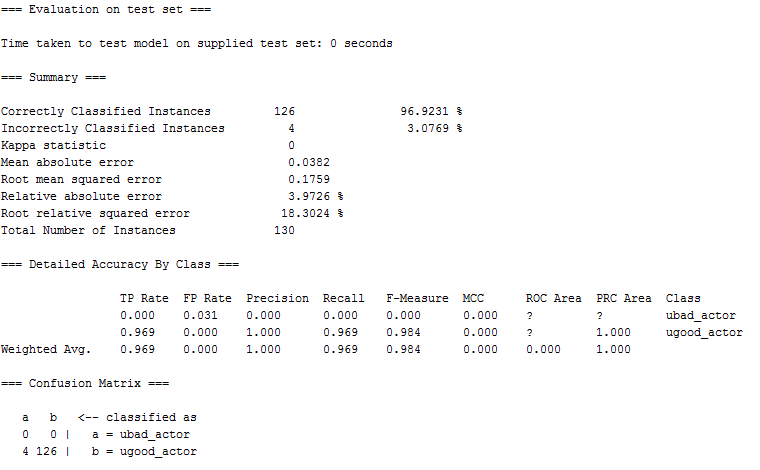 === Evaluation on test set ===
Time taken to test model on supplied test set: 0 seconds
=== Summary ===
Correctly Classified Instances 126 96.9231 %
Incorrectly Classified Instances 4 3.0769 %
Kappa statistic 0
Mean absolute error 0.0382
Root mean squared error 0.1759
Relative absolute error 3.9726 %
Root relative squared error 18.3024 %
Total Number of Instances 130
=== Detailed Accuracy By Class ===
TP Rate FP Rate Precision Recall F-Measure MCC ROC Area PRC Area Class
0.000 0.031 0.000 0.000 0.000 0.000 ? ? ubad_actor
0.969 0.000 1.000 0.969 0.984 0.000 ? 1.000 ugood_actor
Weighted Avg. 0.969 0.000 1.000 0.969 0.984 0.000 0.000 1.000
=== Confusion Matrix ===
a b <-- classified as
0 0 | a = ubad_actor
4 126 | b = ugood_actor